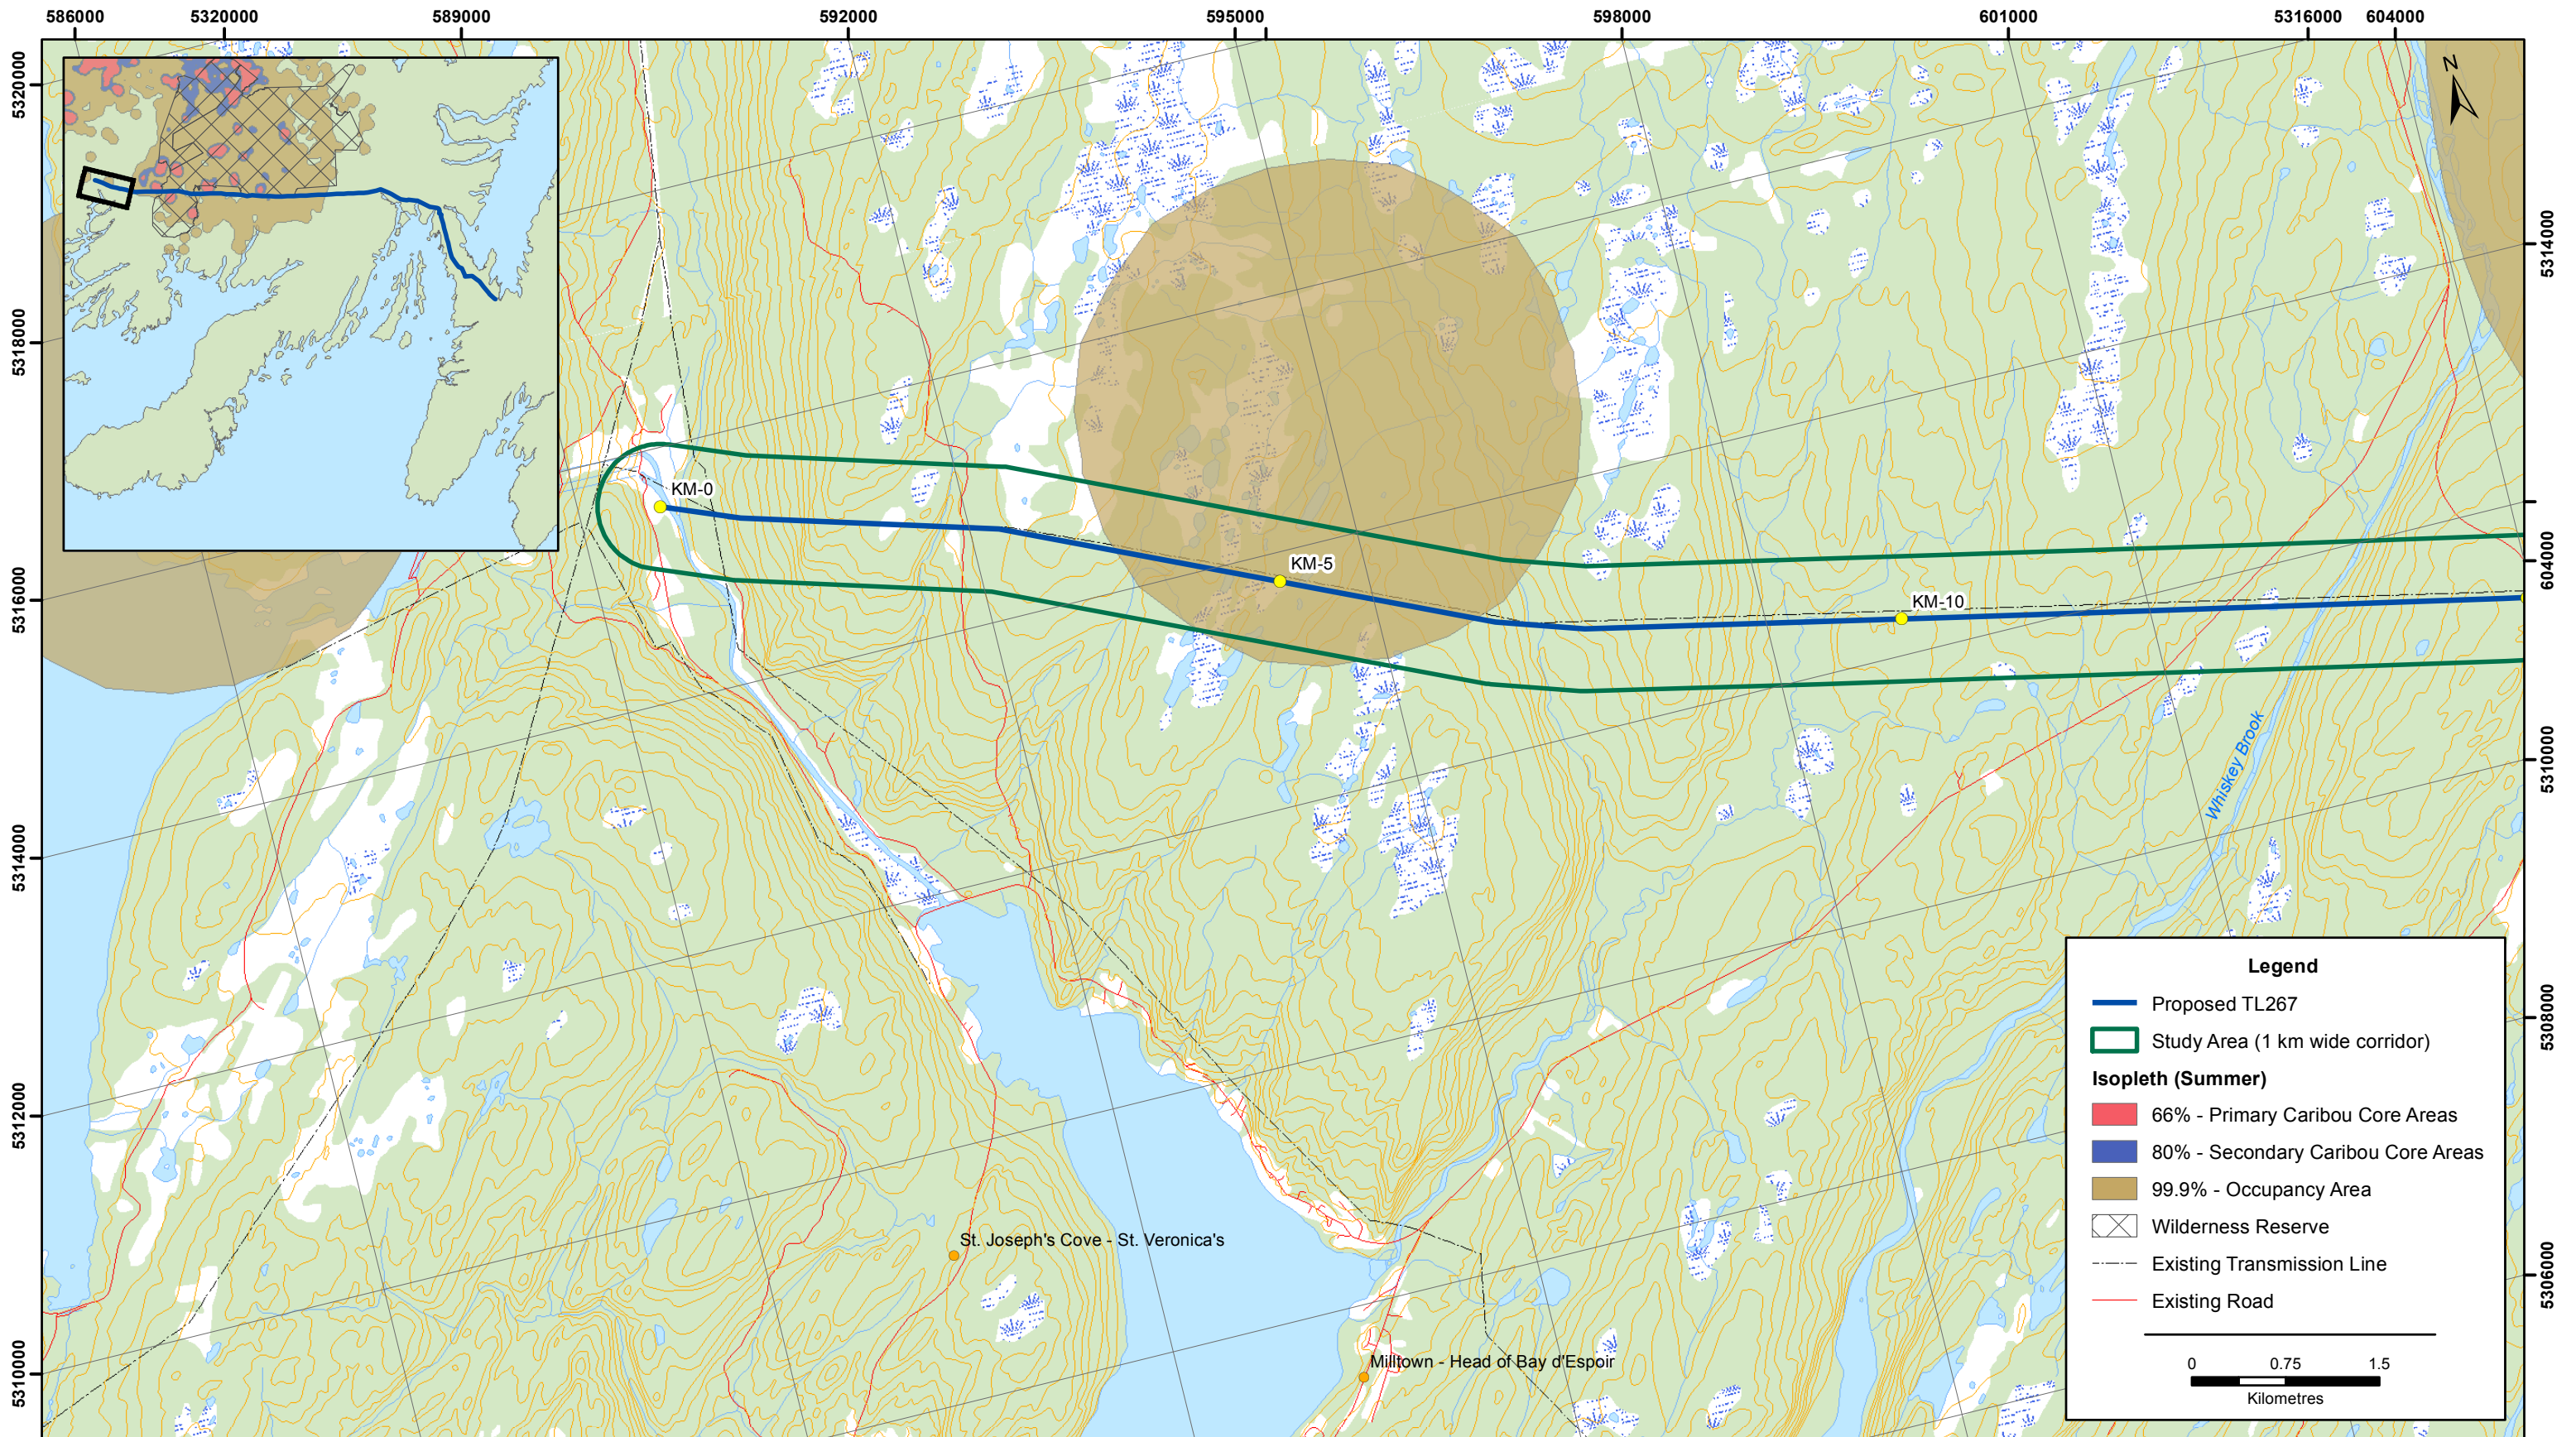 586000 5320000 589000 592000 595000 598000 601000 5316000 604000
5320000
5318000
5316000
5314000
5312000
5310000
5314000
604000
5310000
5308000
5306000
N
KM-0
KM-5
KM-10
Whiskey Brook
St. Joseph's Cove - St. Veronica's
Milltown - Head of Bay d'Espoir
Legend
Proposed TL267
Study Area (1 km wide corridor)
Isopleth (Summer)
66% - Primary Caribou Core Areas
80% - Secondary Caribou Core Areas
99.9% - Occupancy Area
Wilderness Reserve
Existing Transmission Line
Existing Road
0 0.75 1.5
Kilometres